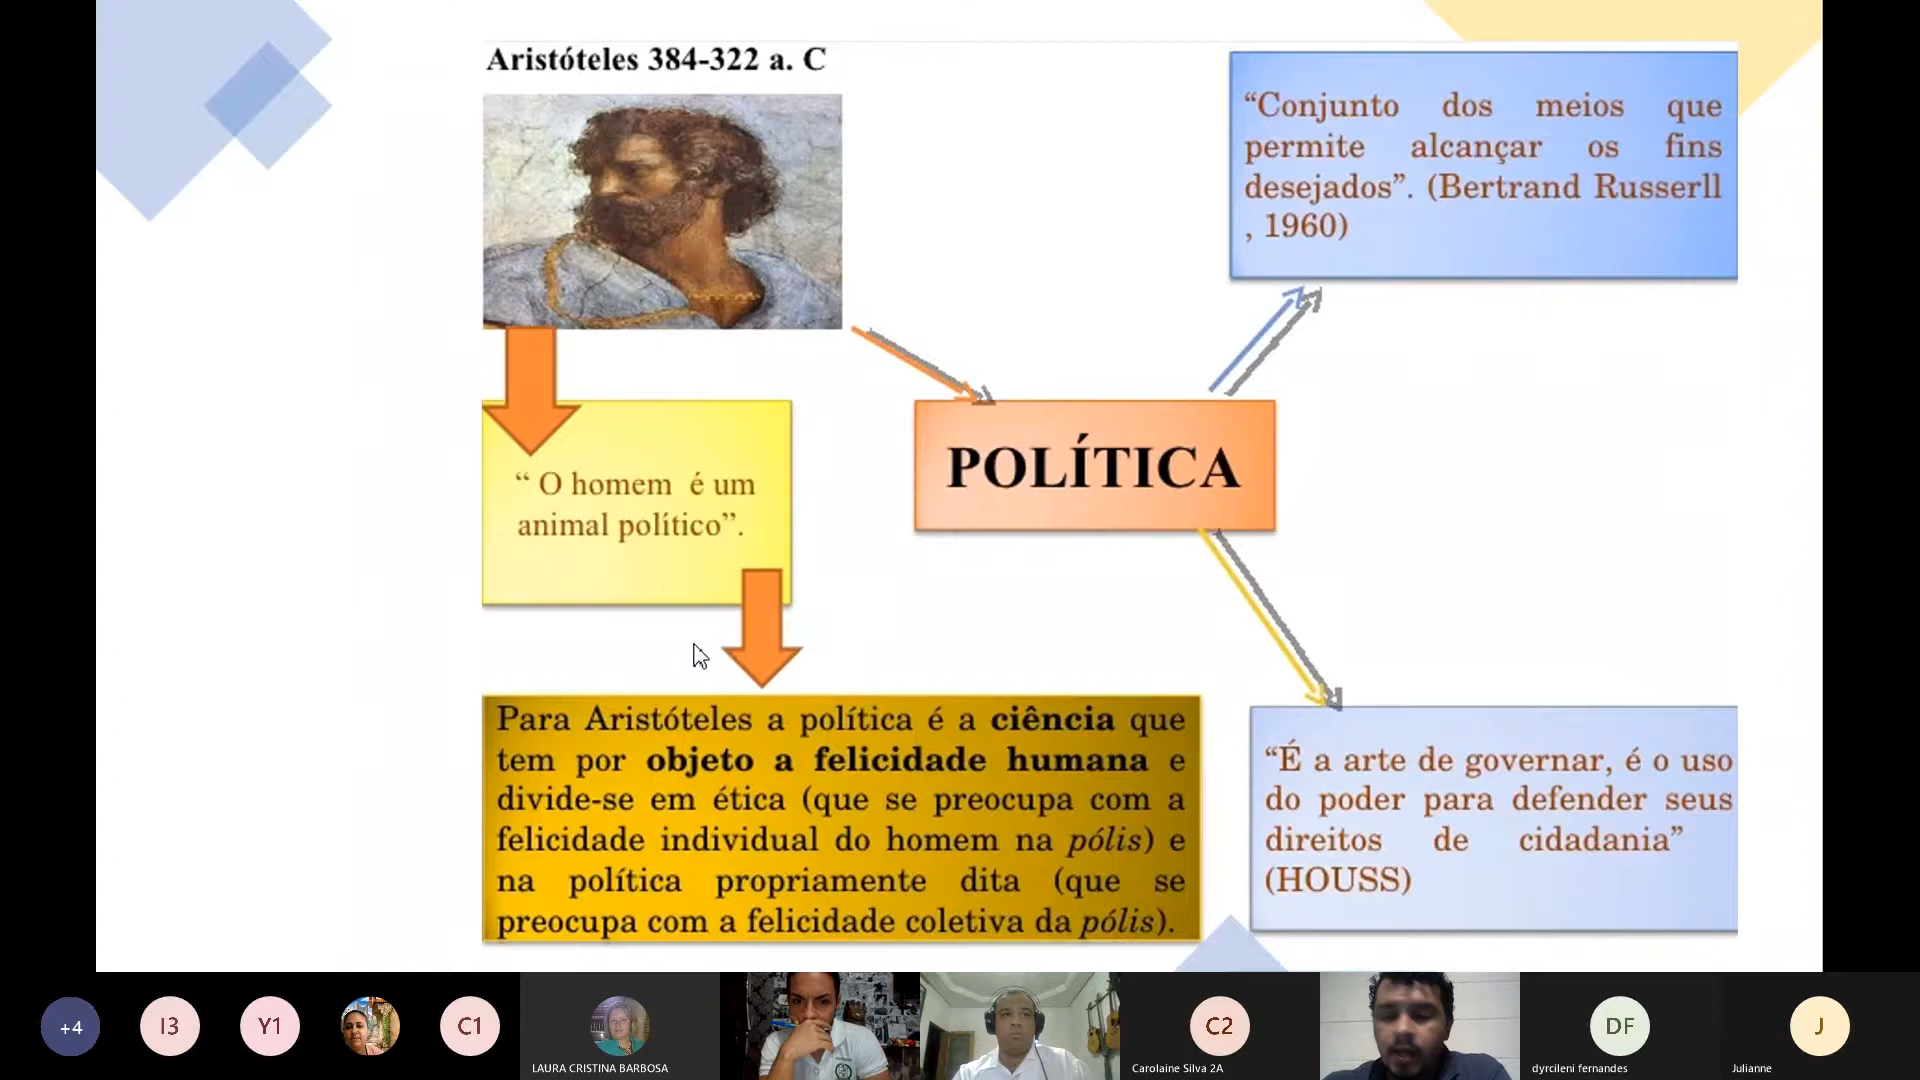 Aristóteles 384-322 a. C
“Conjunto dos meios que
permite alcançar os fins
desejados”. (Bertrand Russerll
, 1960)
POLÍTICA
“ O homem é um
animal político”.
Para Aristóteles a política é a ciência que
tem por objeto a felicidade humana e
divide-se em ética (que se preocupa com a
felicidade individual do homem na pólis) e
na política propriamente dita (que se
preocupa com a felicidade coletiva da pólis).
“É a arte de governar, é o uso
do poder para defender seus
direitos de cidadania”
(HOUSS)
+4
I3
Y1
C1
LAURA CRISTINA BARBOSA
C2
Carolaine Silva 2A
DF
dyrcileni fernandes
J
Julianne